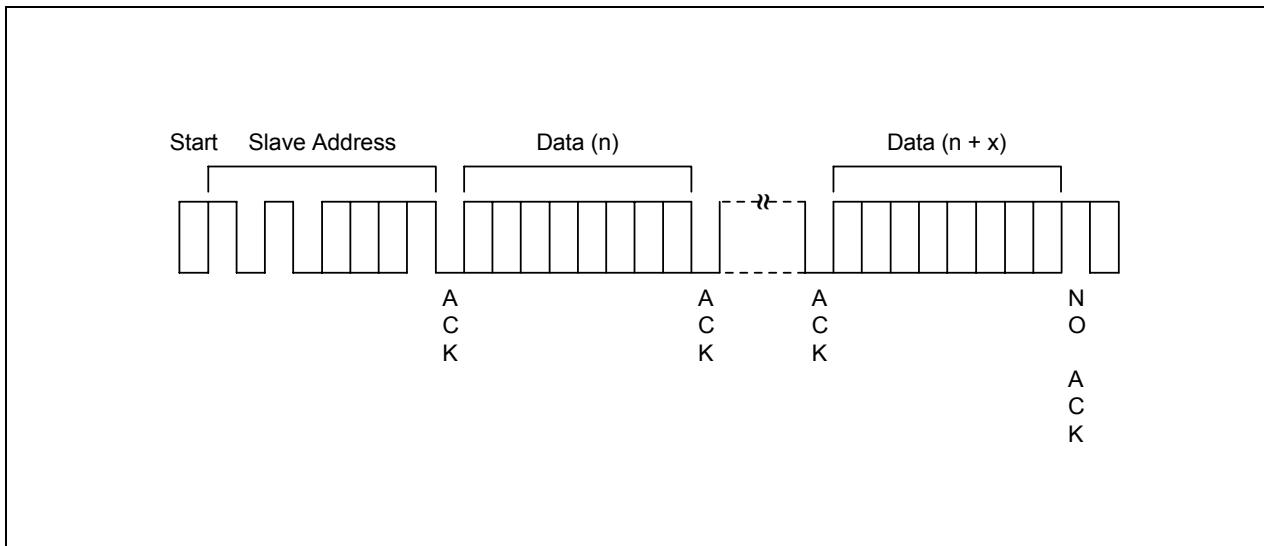 Start
Slave Address
Data (n)
Data (n + x)
A
C
K
A
C
K
A
C
K
N
O
A
C
K